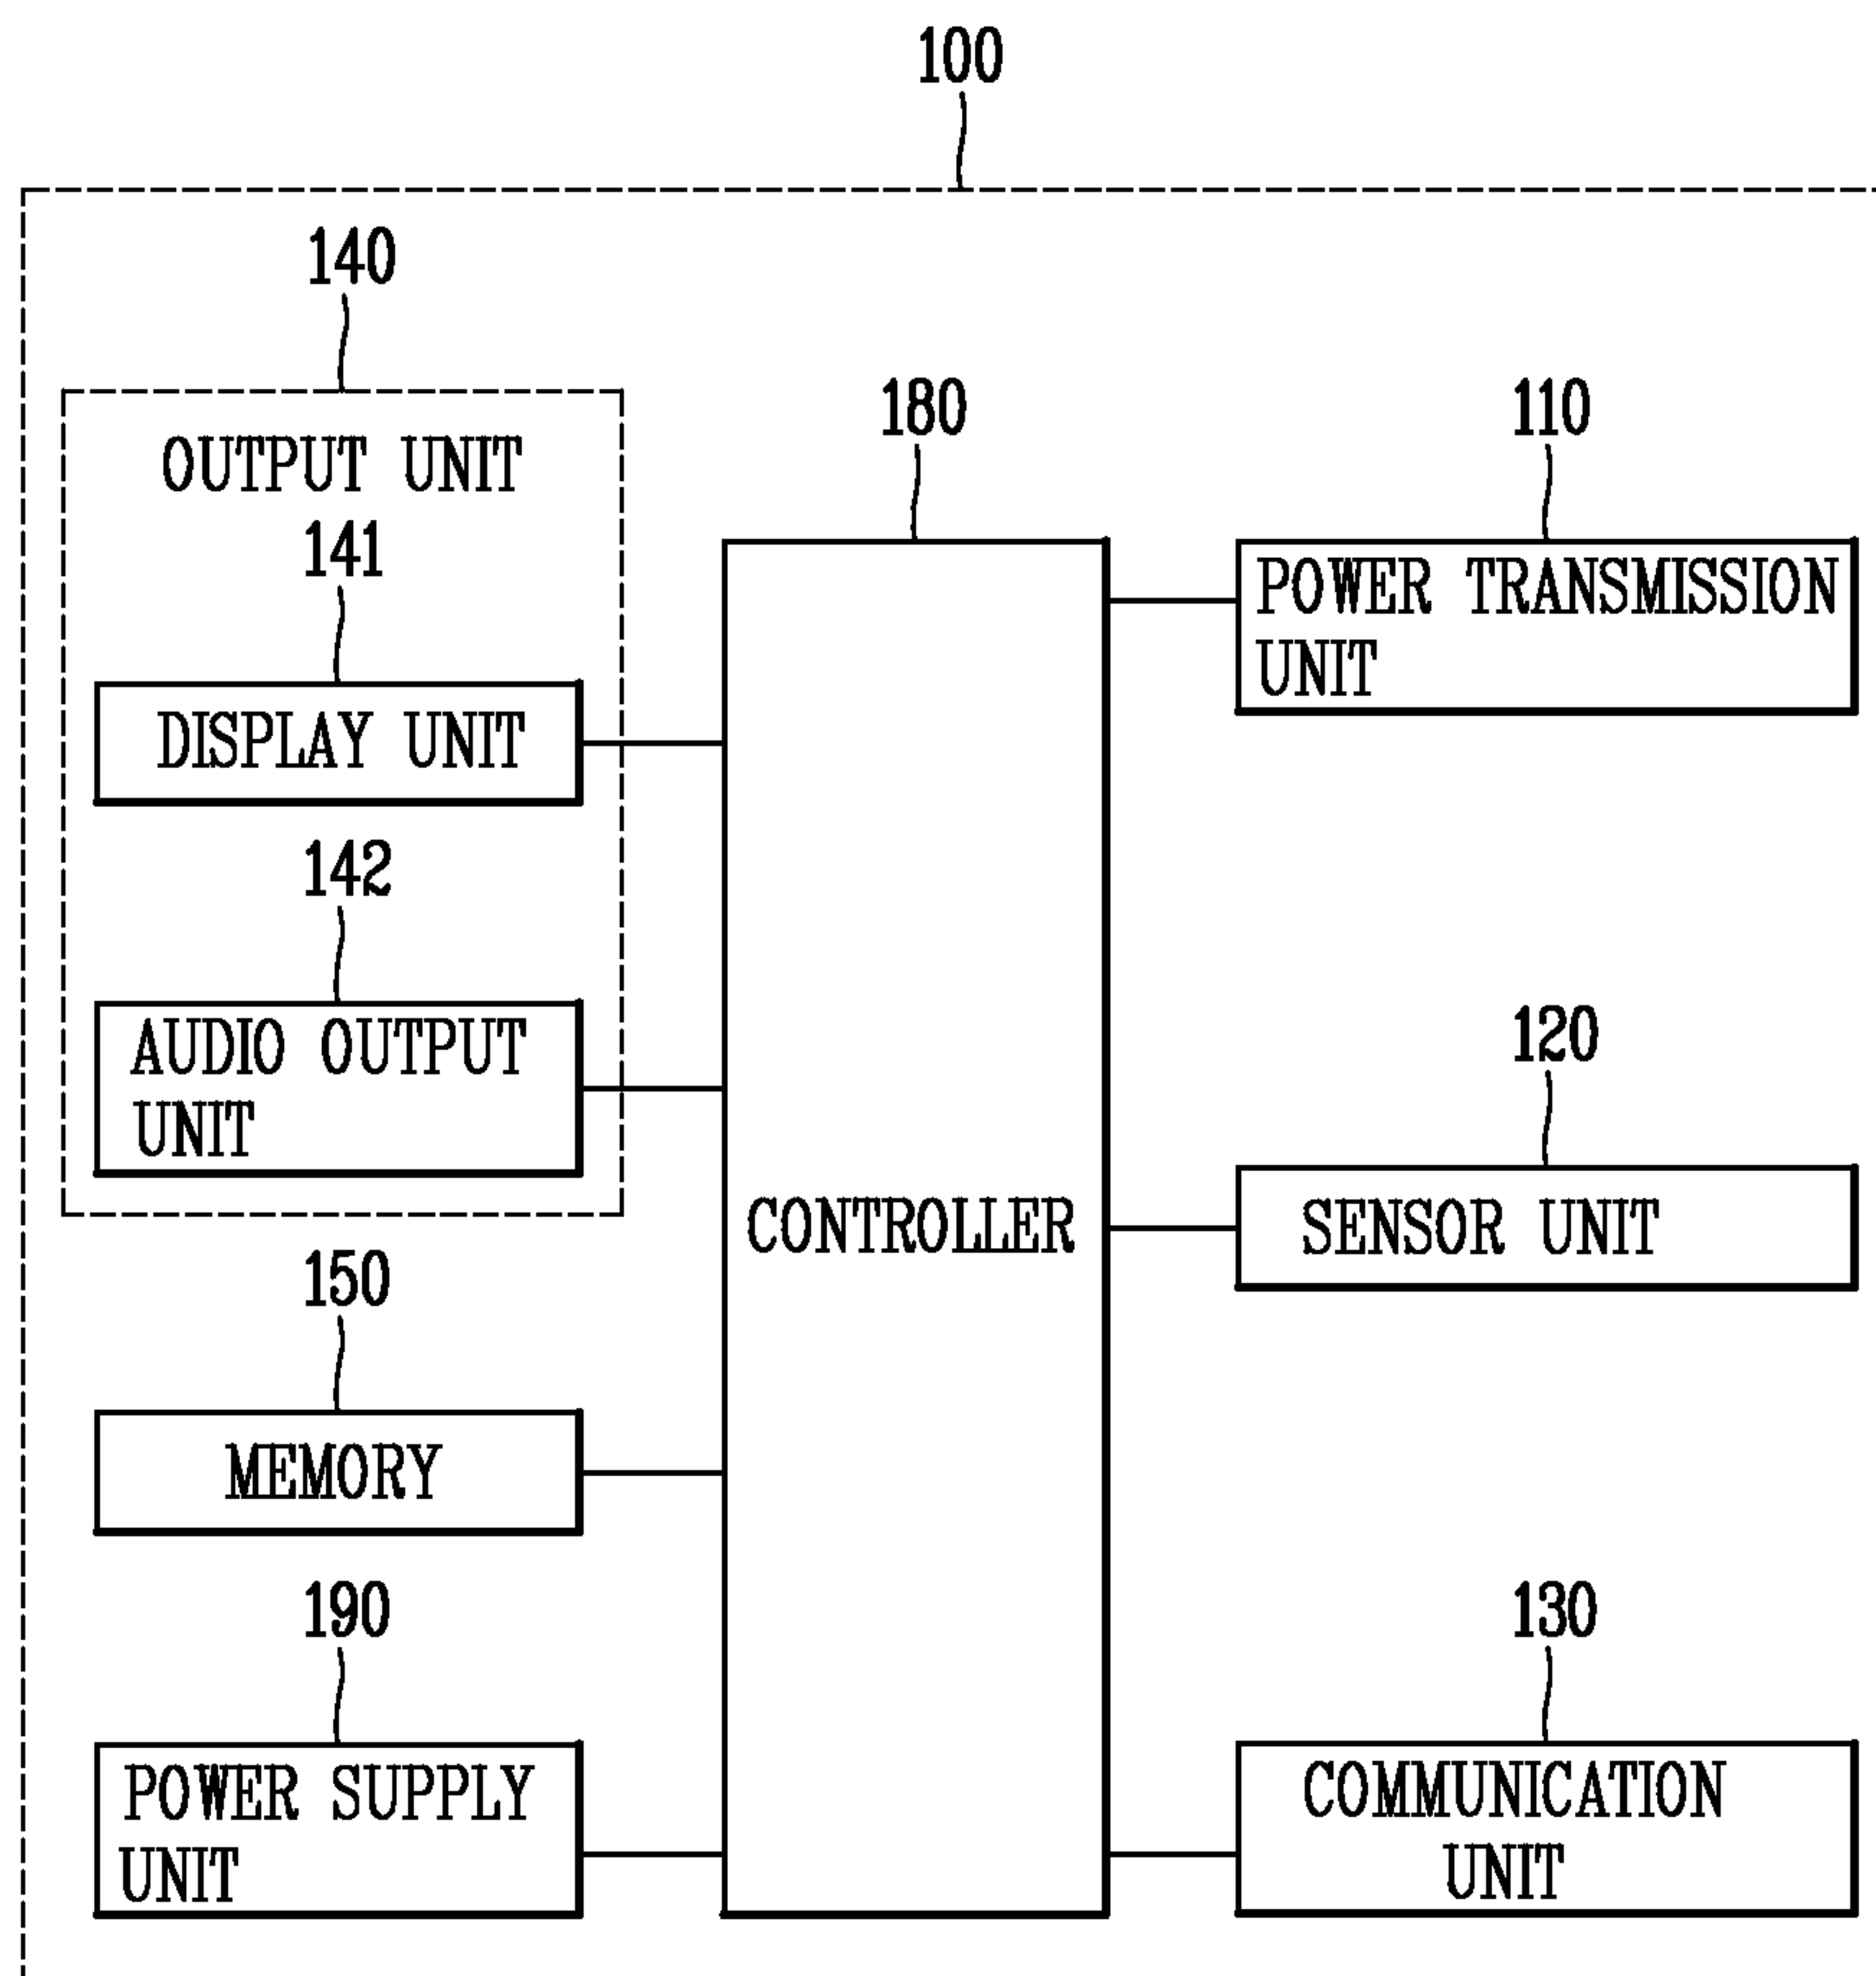 100
140
OUTPUT UNIT
141
DISPLAY UNIT
142
AUDIO OUTPUT
UNIT
150
MEMORY
190
POWER SUPPLY
UNIT
180
CONTROLLER
110
POWER TRANSMISSION
UNIT
120
SENSOR UNIT
130
COMMUNICATION
UNIT